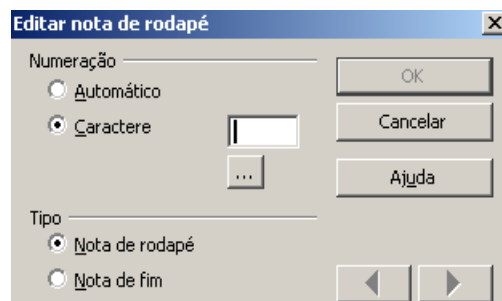 Editar nota de rodapé
Numeração
Automático
Caractere
...
Tipo
Nota de rodapé
Nota de fim
OK
Cancelar
Ajuda